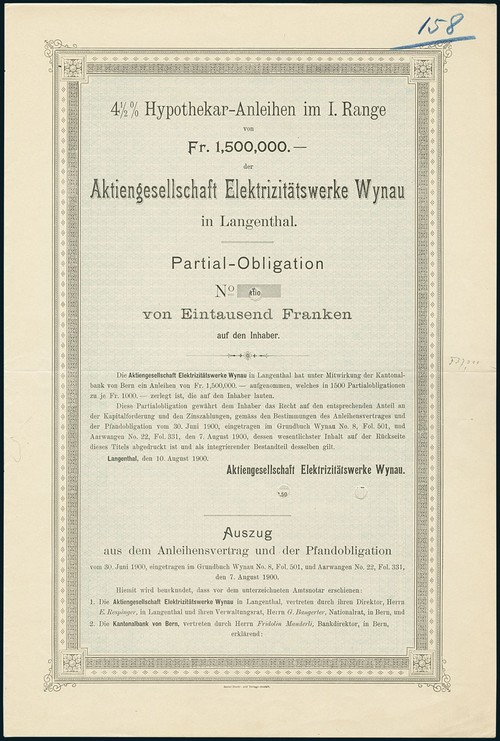 158
4½% Hypothekar-Anleihen im I. Range
von
Fr. 1,500,000.—
der
Aktiengesellschaft Elektrizitätswerke Wynau
in Langenthal.
Partial-Obligation
No
von Eintausend Franken
auf den Inhaber.
Die Aktiengesellschaft Elektrizitätswerke Wynau in Langenthal hat unter Mitwirkung der Kantonal-
bank von Bern ein Anleihen von Fr. 1,500,000. — aufgenommen, welches in 1500 Partialobligationen
zu je Fr. 1000. — zerlegt ist, die auf den Inhaber lauten.
Diese Partialobligation gewährt dem Inhaber das Recht auf den entsprechenden Anteil an
der Kapitalforderung und den Zinszahlungen, gemäss den Bestimmungen des Anleihensvertrages und
der Pfandobligation vom 30. Juni 1900, eingetragen im Grundbuch Wynau No. 8, Fol. 501, und
Aarwangen No. 22, Fol. 331, den 7. August 1900, dessen wesentlichster Inhalt auf der Rückseite
dieses Titels abgedruckt ist und als integrierender Bestandteil desselben gilt.
Langenthal, den 10. August 1900.
Aktiengesellschaft Elektrizitätswerke Wynau.
Auszug
aus dem Anleihensvertrag und der Pfandobligation
vom 30. Juni 1900, eingetragen im Grundbuch Wynau No. 8, Fol. 501, und Aarwangen No. 22, Fol. 331,
den 7. August 1900.
Hiemit wird beurkundet, dass vor dem unterzeichneten Amtsnotar erschienen:
1. Die Aktiengesellschaft Elektrizitätswerke Wynau in Langenthal, vertreten durch ihren Direktor, Herrn
in Langenthal und ihren Verwaltungsrat, Herrn G. Bangerter, Nationalrat, in Bern, und
2. Die Kantonalbank von Bern, vertreten durch Herrn Fridolin Mauderli, Bankdirektor, in Bern,
erklärend: